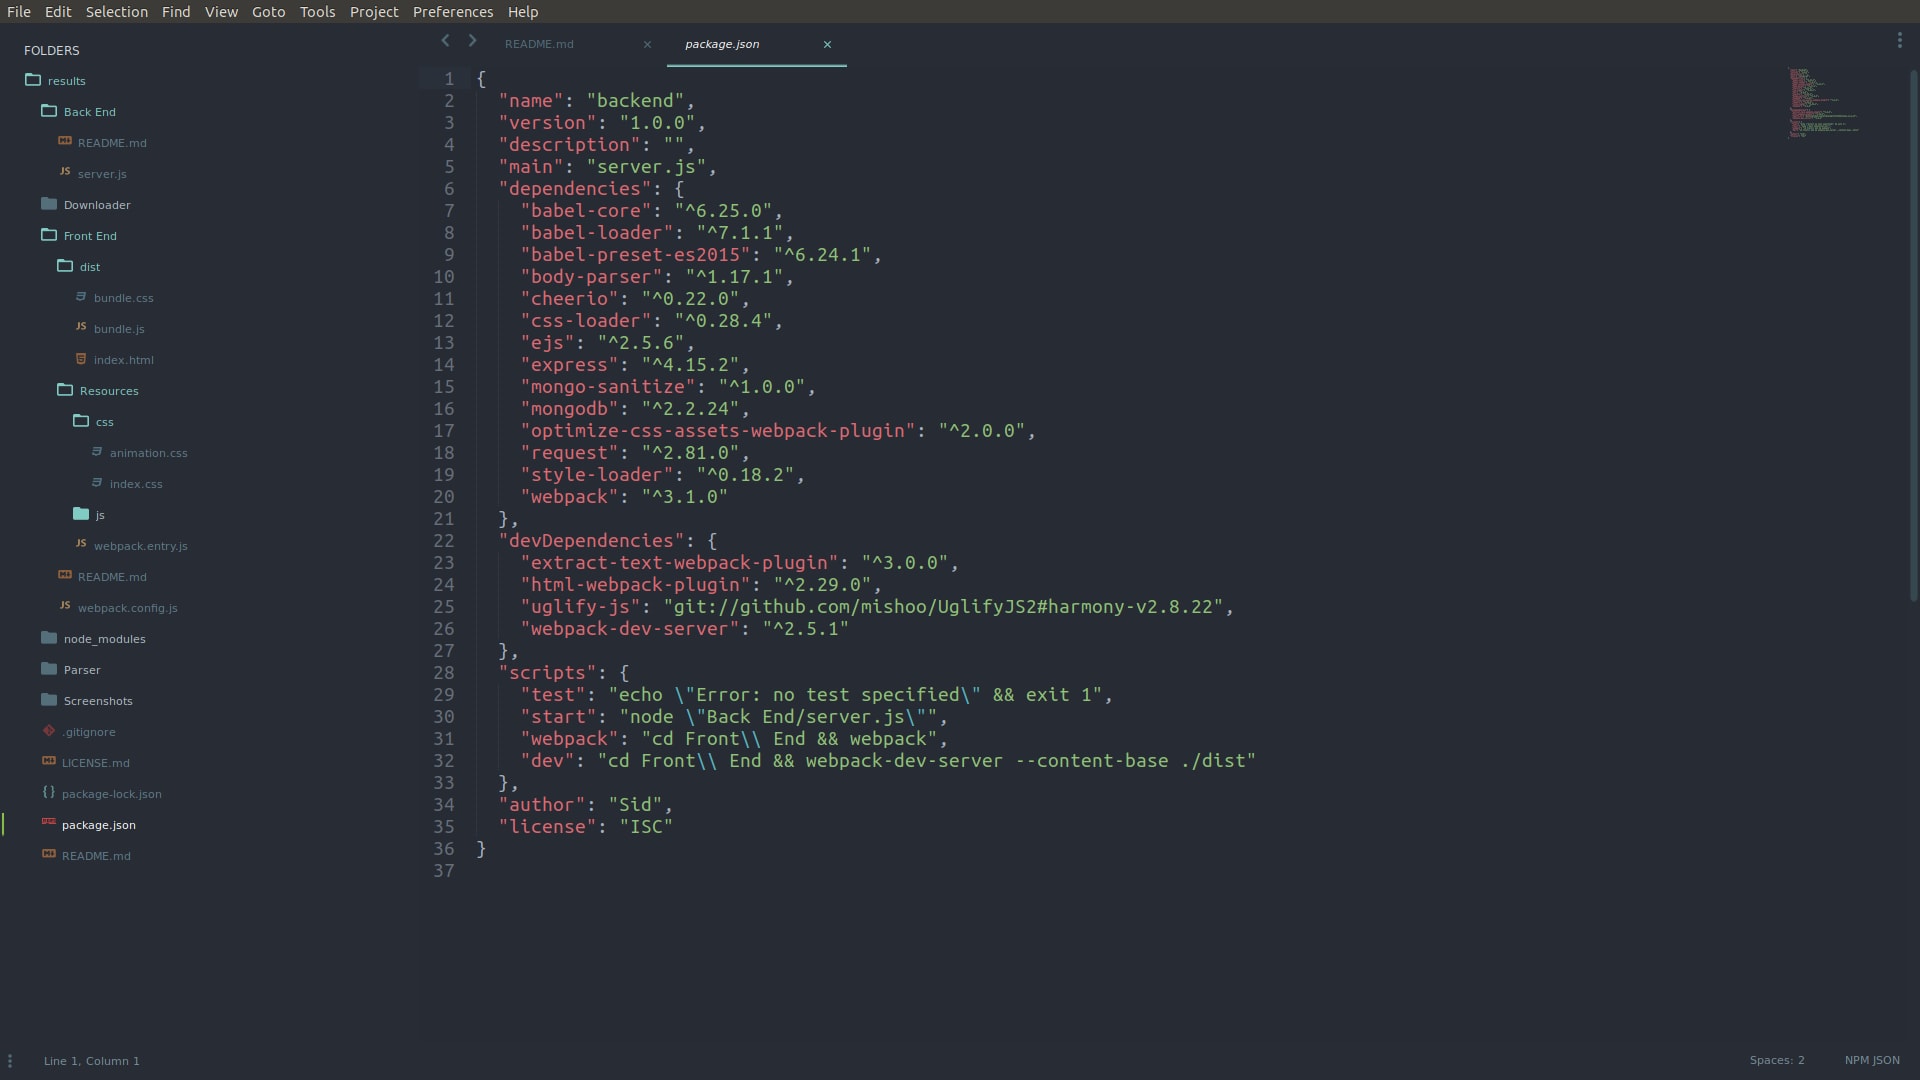 File Edit Selection Find View Goto Tools Project Preferences Help
FOLDERS
results
Back End
README.md
server.js
Downloader
Front End
dist
bundle.css
bundle.js
index.html
Resources
css
animation.css
index.css
js
webpack.entry.js
README.md
webpack.config.js
node_modules
Parser
Screenshots
.gitignore
LICENSE.md
package-lock.json
package.json
README.md
README.md × package.json ×
1 {
2 "name": "backend",
3 "version": "1.0.0",
4 "description": "",
5 "main": "server.js",
6 "dependencies": {
7 "babel-core": "^6.25.0",
8 "babel-loader": "^7.1.1",
9 "babel-preset-es2015": "^6.24.1",
10 "body-parser": "^1.17.1",
11 "cheerio": "^0.22.0",
12 "css-loader": "^0.28.4",
13 "ejs": "^2.5.6",
14 "express": "^4.15.2",
15 "mongo-sanitize": "^1.0.0",
16 "mongodb": "^2.2.24",
17 "optimize-css-assets-webpack-plugin": "^2.0.0",
18 "request": "^2.81.0",
19 "style-loader": "^0.18.2",
20 "webpack": "^3.1.0"
21 },
22 "devDependencies": {
23 "extract-text-webpack-plugin": "^3.0.0",
24 "html-webpack-plugin": "^2.29.0",
25 "uglify-js": "git://github.com/mishoo/UglifyJS2#harmony-v2.8.22",
26 "webpack-dev-server": "^2.5.1"
27 },
28 "scripts": {
29 "test": "echo \"Error: no test specified\" && exit 1",
30 "start": "node \"Back End/server.js\"",
31 "webpack": "cd Front\\ End && webpack",
32 "dev": "cd Front\\ End && webpack-dev-server --content-base ./dist"
33 },
34 "author": "Sid",
35 "license": "ISC"
36 }
37
Line 1, Column 1
Spaces: 2 NPM JSON